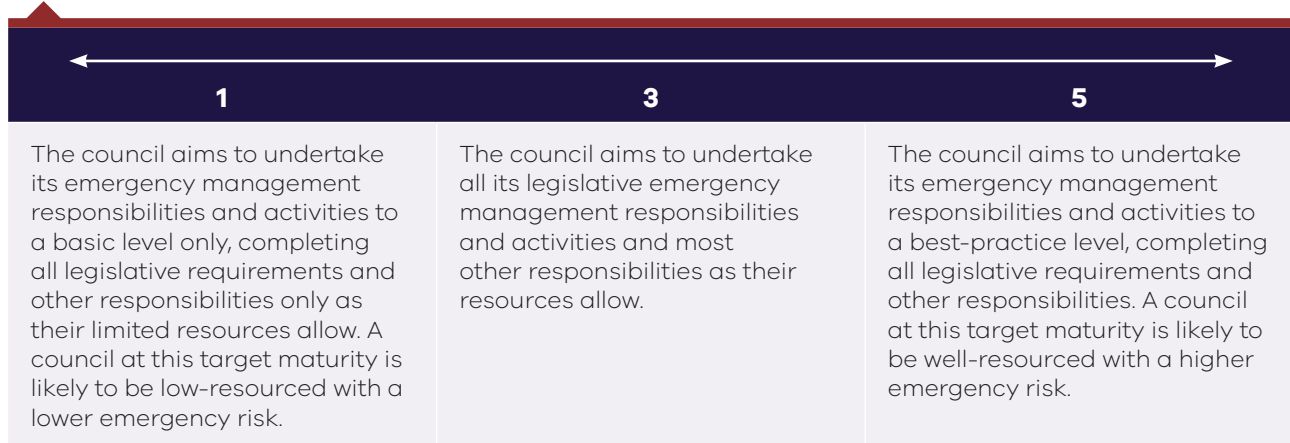 1
3
5
The council aims to undertake
its emergency management
responsibilities and activities to
a basic level only, completing
all legislative requirements and
other responsibilities only as
their limited resources allow. A
council at this target maturity is
likely to be low-resourced with a
lower emergency risk.
The council aims to undertake
all its legislative emergency
management responsibilities
and activities and most
other responsibilities as their
resources allow.
The council aims to undertake
its emergency management
responsibilities and activities to
a best-practice level, completing
all legislative requirements and
other responsibilities. A council
at this target maturity is likely to
be well-resourced with a higher
emergency risk.